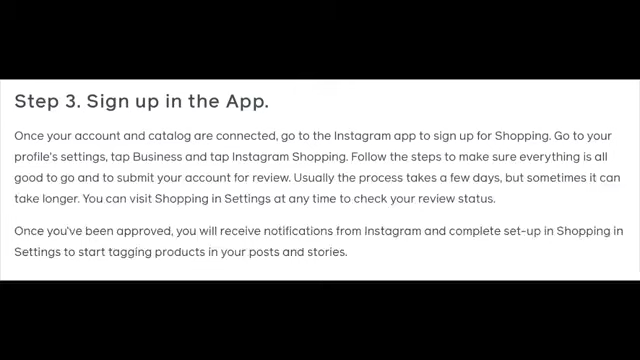 Step 3. Sign up in the App.
Once your account and catalog are connected, go to the Instagram app to sign up for Shopping. Go to your
profile's settings, tap Business and tap Instagram Shopping. Follow the steps to make sure everything is all
good to go and to submit your account for review. Usually the process takes a few days, but sometimes it can
take longer. You can visit Shopping in Settings at any time to check your review status.
Once you've been approved, you will receive notifications from Instagram and complete set-up in Shopping in
Settings to start tagging products in your posts and stories.